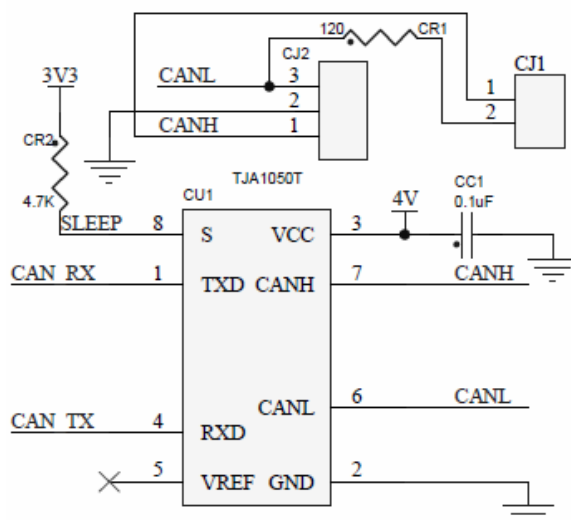 120 CR1
CJ2
CJ1
3V3
CANL 3
1
2
2
CANH 1
CR2
4.7K
TJA1050T
CU1
4V
CC1
0.1uF
SLEEP 8 S VCC 3
CAN RX 1 TXD CANH 7 CANH
CANL 6 CANL
CAN TX 4 RXD
5 VREF GND 2